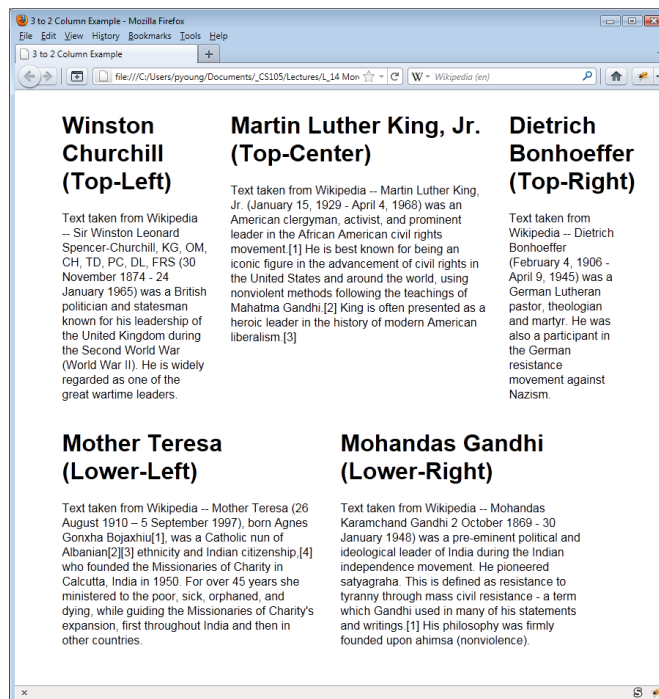 3 to 2 Column Example - Mozilla Firefox
File Edit View History Bookmarks Tools Help
3 to 2 Column Example
file:///C:/Users/pyoung/Documents/_CS105/Lectures/L_14 Mor
W Wikipedia (en)
Winston
Churchill
(Top-Left)
Text taken from Wikipedia
-- Sir Winston Leonard
Spencer-Churchill, KG, OM,
CH, TD, PC, DL, FRS (30
November 1874 - 24
January 1965) was a British
politician and statesman
known for his leadership of
the United Kingdom during
the Second World War
(World War II). He is widely
regarded as one of the
great wartime leaders.
Martin Luther King, Jr.
(Top-Center)
Text taken from Wikipedia -- Martin Luther King,
Jr. (January 15, 1929 - April 4, 1968) was an
American clergyman, activist, and prominent
leader in the African American civil rights
movement.[1] He is best known for being an
iconic figure in the advancement of civil rights in
the United States and around the world, using
nonviolent methods following the teachings of
Mahatma Gandhi.[2] King is often presented as a
heroic leader in the history of modern American
liberalism.[3]
Dietrich
Bonhoeffer
(Top-Right)
Text taken from
Wikipedia -- Dietrich
Bonhoeffer
(February 4, 1906 -
April 9, 1945) was a
German Lutheran
pastor, theologian
and martyr. He was
also a participant in
the German
resistance
movement against
Nazism.
Mother Teresa
(Lower-Left)
Text taken from Wikipedia -- Mother Teresa (26
August 1910 – 5 September 1997), born Agnes
Gonxha Bojaxhiu[1], was a Catholic nun of
Albanian[2][3] ethnicity and Indian citizenship,[4]
who founded the Missionaries of Charity in
Calcutta, India in 1950. For over 45 years she
ministered to the poor, sick, orphaned, and
dying, while guiding the Missionaries of Charity's
expansion, first throughout India and then in
other countries.
Mohandas Gandhi
(Lower-Right)
Text taken from Wikipedia -- Mohandas
Karamchand Gandhi 2 October 1869 - 30
January 1948) was a pre-eminent political and
ideological leader of India during the Indian
independence movement. He pioneered
satyagraha. This is defined as resistance to
tyranny through mass civil resistance - a term
which Gandhi used in many of his statements
and writings.[1] His philosophy was firmly
founded upon ahimsa (nonviolence).